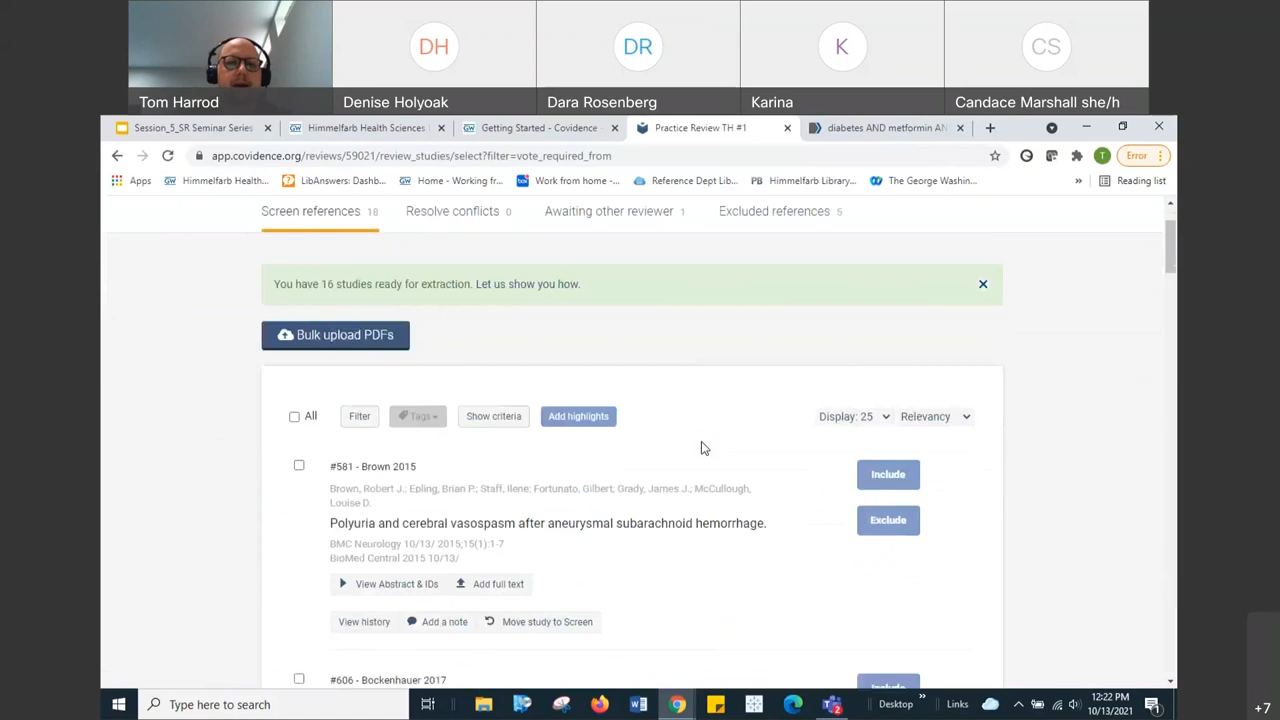 DH
DR
K
CS
Tom Harrod
Denise Holyoak
Dara Rosenberg
Karina
Candace Marshall she/h
Session_5_SR Seminar Series
Himmelfarb Health Sciences L
Getting Started - Covidence
Practice Review TH #1
diabetes AND metformin AN
app.covidence.org/reviews/59021/review_studies/select?filter=vote_required_from
T
Error
Apps
Himmelfarb Health...
LibAnswers: Dashb...
Home - Working fr...
box
Work from home -...
Reference Dept Lib...
PB Himmelfarb Library...
The George Washin...
»
Reading list
Screen references 18
Resolve conflicts 0
Awaiting other reviewer 1
Excluded references 5
You have 16 studies ready for extraction. Let us show you how.
Bulk upload PDFs
All
Filter
Tags
Show criteria
Add highlights
Display: 25
Relevancy
#581 - Brown 2015
Brown, Robert J.; Epling, Brian P.; Staff, Ilene; Fortunato, Gilbert; Grady, James J.; McCullough,
Louise D.
Polyuria and cerebral vasospasm after aneurysmal subarachnoid hemorrhage.
BMC Neurology 10/13/ 2015;15(1):1-7
BioMed Central 2015 10/13/
Include
Exclude
View Abstract & IDs
Add full text
View history
Add a note
Move study to Screen
#606 - Bockenhauer 2017
Include
Type here to search
Desktop
»
Links
12:22 PM
10/13/2021
1
+7